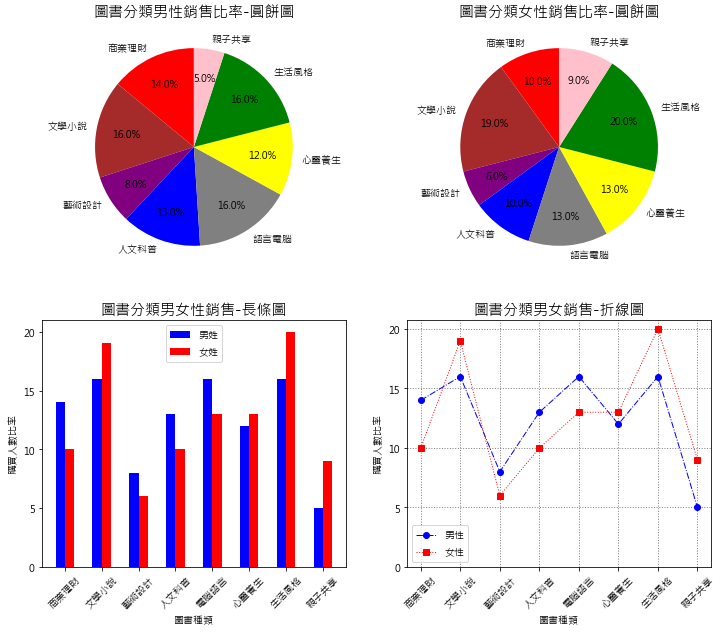 圖書分類男性銷售比率-圓餅圖
親子共享
商業理財
5.0%
14.0%
生活風格
16.0%
文學小說
16.0%
12.0%
心靈養生
8.0%
藝術設計
13.0%
16.0%
人文科普
語言電腦
圖書分類女性銷售比率-圓餅圖
親子共享
商業理財
9.0%
10.0%
生活風格
文學小說
19.0%
20.0%
6.0%
13.0%
藝術設計
10.0%
心靈養生
13.0%
人文科普
語言電腦
圖書分類男女性銷售-長條圖
男姓
女姓
20
15
10
5
0
購買人數比率
商業理財
文學小說
藝術設計
人文科普
電腦語言
心靈養生
生活風格
親子共享
圖書種類
圖書分類男女銷售-折線圖
20
15
10
5
0
購買人數比率
男性
女性
商業理財
文學小說
藝術設計
人文科普
電腦語言
心靈養生
生活風格
親子共享
圖書種類